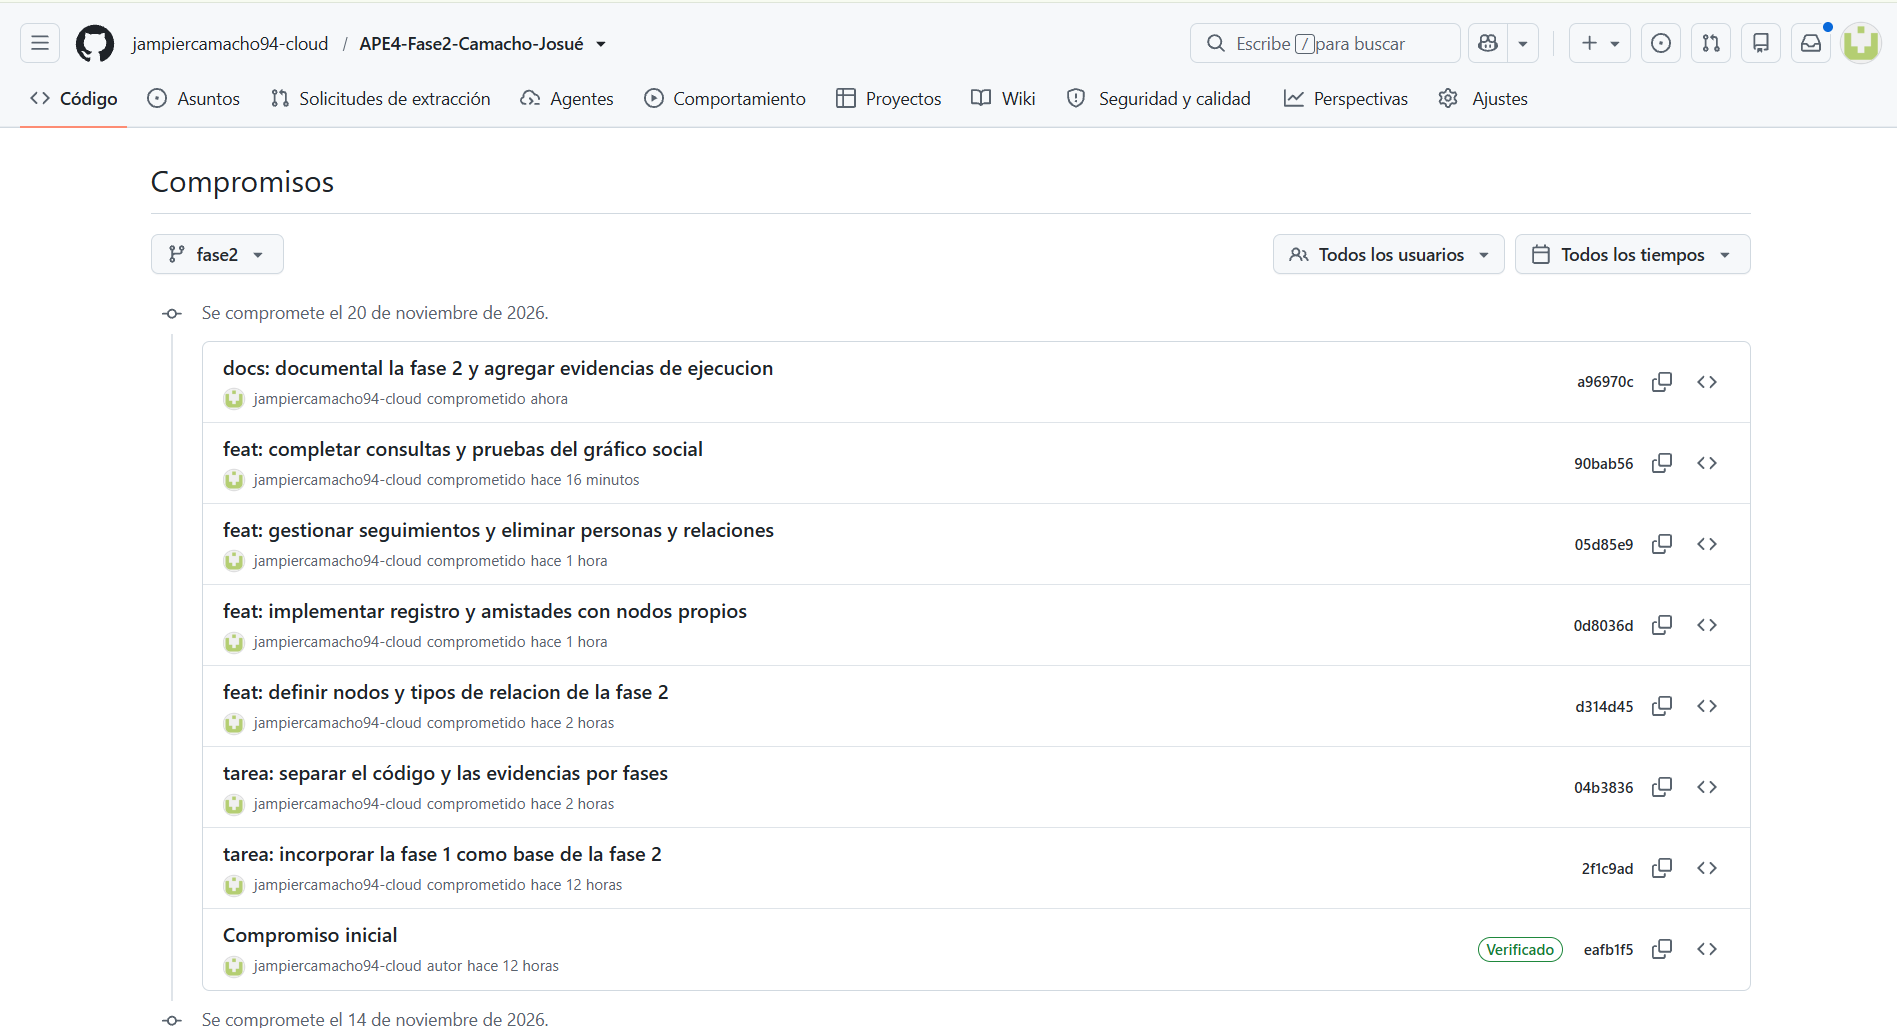 jampiercamacho94-cloud / APE4-Fase2-Camacho-Josué
Escribe / para buscar
Código Asuntos Solicitudes de extracción Agentes Comportamiento Proyectos Wiki Seguridad y calidad Perspectivas Ajustes
Compromisos
fase2 Todos los usuarios Todos los tiempos
Se compromete el 20 de noviembre de 2026.
docs: documental la fase 2 y agregar evidencias de ejecucion
a96970c
jampiercamacho94-cloud comprometido ahora
feat: completar consultas y pruebas del gráfico social
90bab56
jampiercamacho94-cloud comprometido hace 16 minutos
feat: gestionar seguimientos y eliminar personas y relaciones
05d85e9
jampiercamacho94-cloud comprometido hace 1 hora
feat: implementar registro y amistades con nodos propios
0d8036d
jampiercamacho94-cloud comprometido hace 1 hora
feat: definir nodos y tipos de relacion de la fase 2
d314d45
jampiercamacho94-cloud comprometido hace 2 horas
tarea: separar el código y las evidencias por fases
04b3836
jampiercamacho94-cloud comprometido hace 2 horas
tarea: incorporar la fase 1 como base de la fase 2
2f1c9ad
jampiercamacho94-cloud comprometido hace 12 horas
Compromiso inicial
Verificado eafb1f5
jampiercamacho94-cloud autor hace 12 horas
Se compromete el 14 de noviembre de 2026.